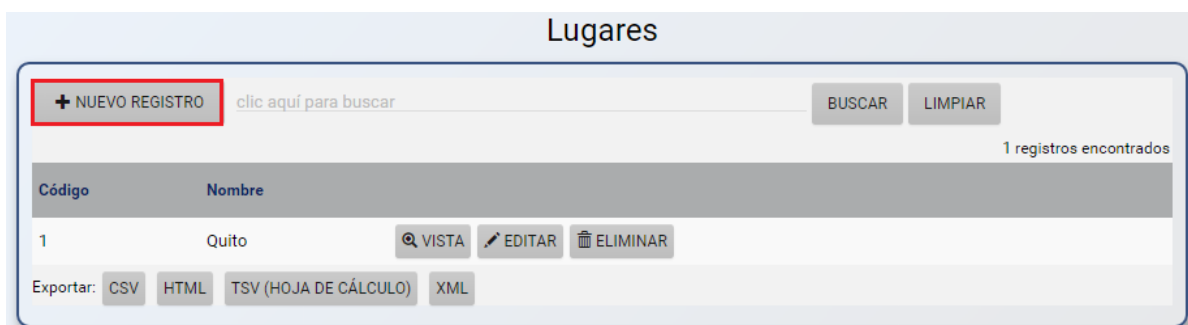 Lugares
NUEVO REGISTRO clic aquí para buscar BUSCAR LIMPIAR
1 registros encontrados
Código Nombre
1 Quito VISTA EDITAR ELIMINAR
Exportar: CSV HTML TSV (HOJA DE CÁLCULO) XML